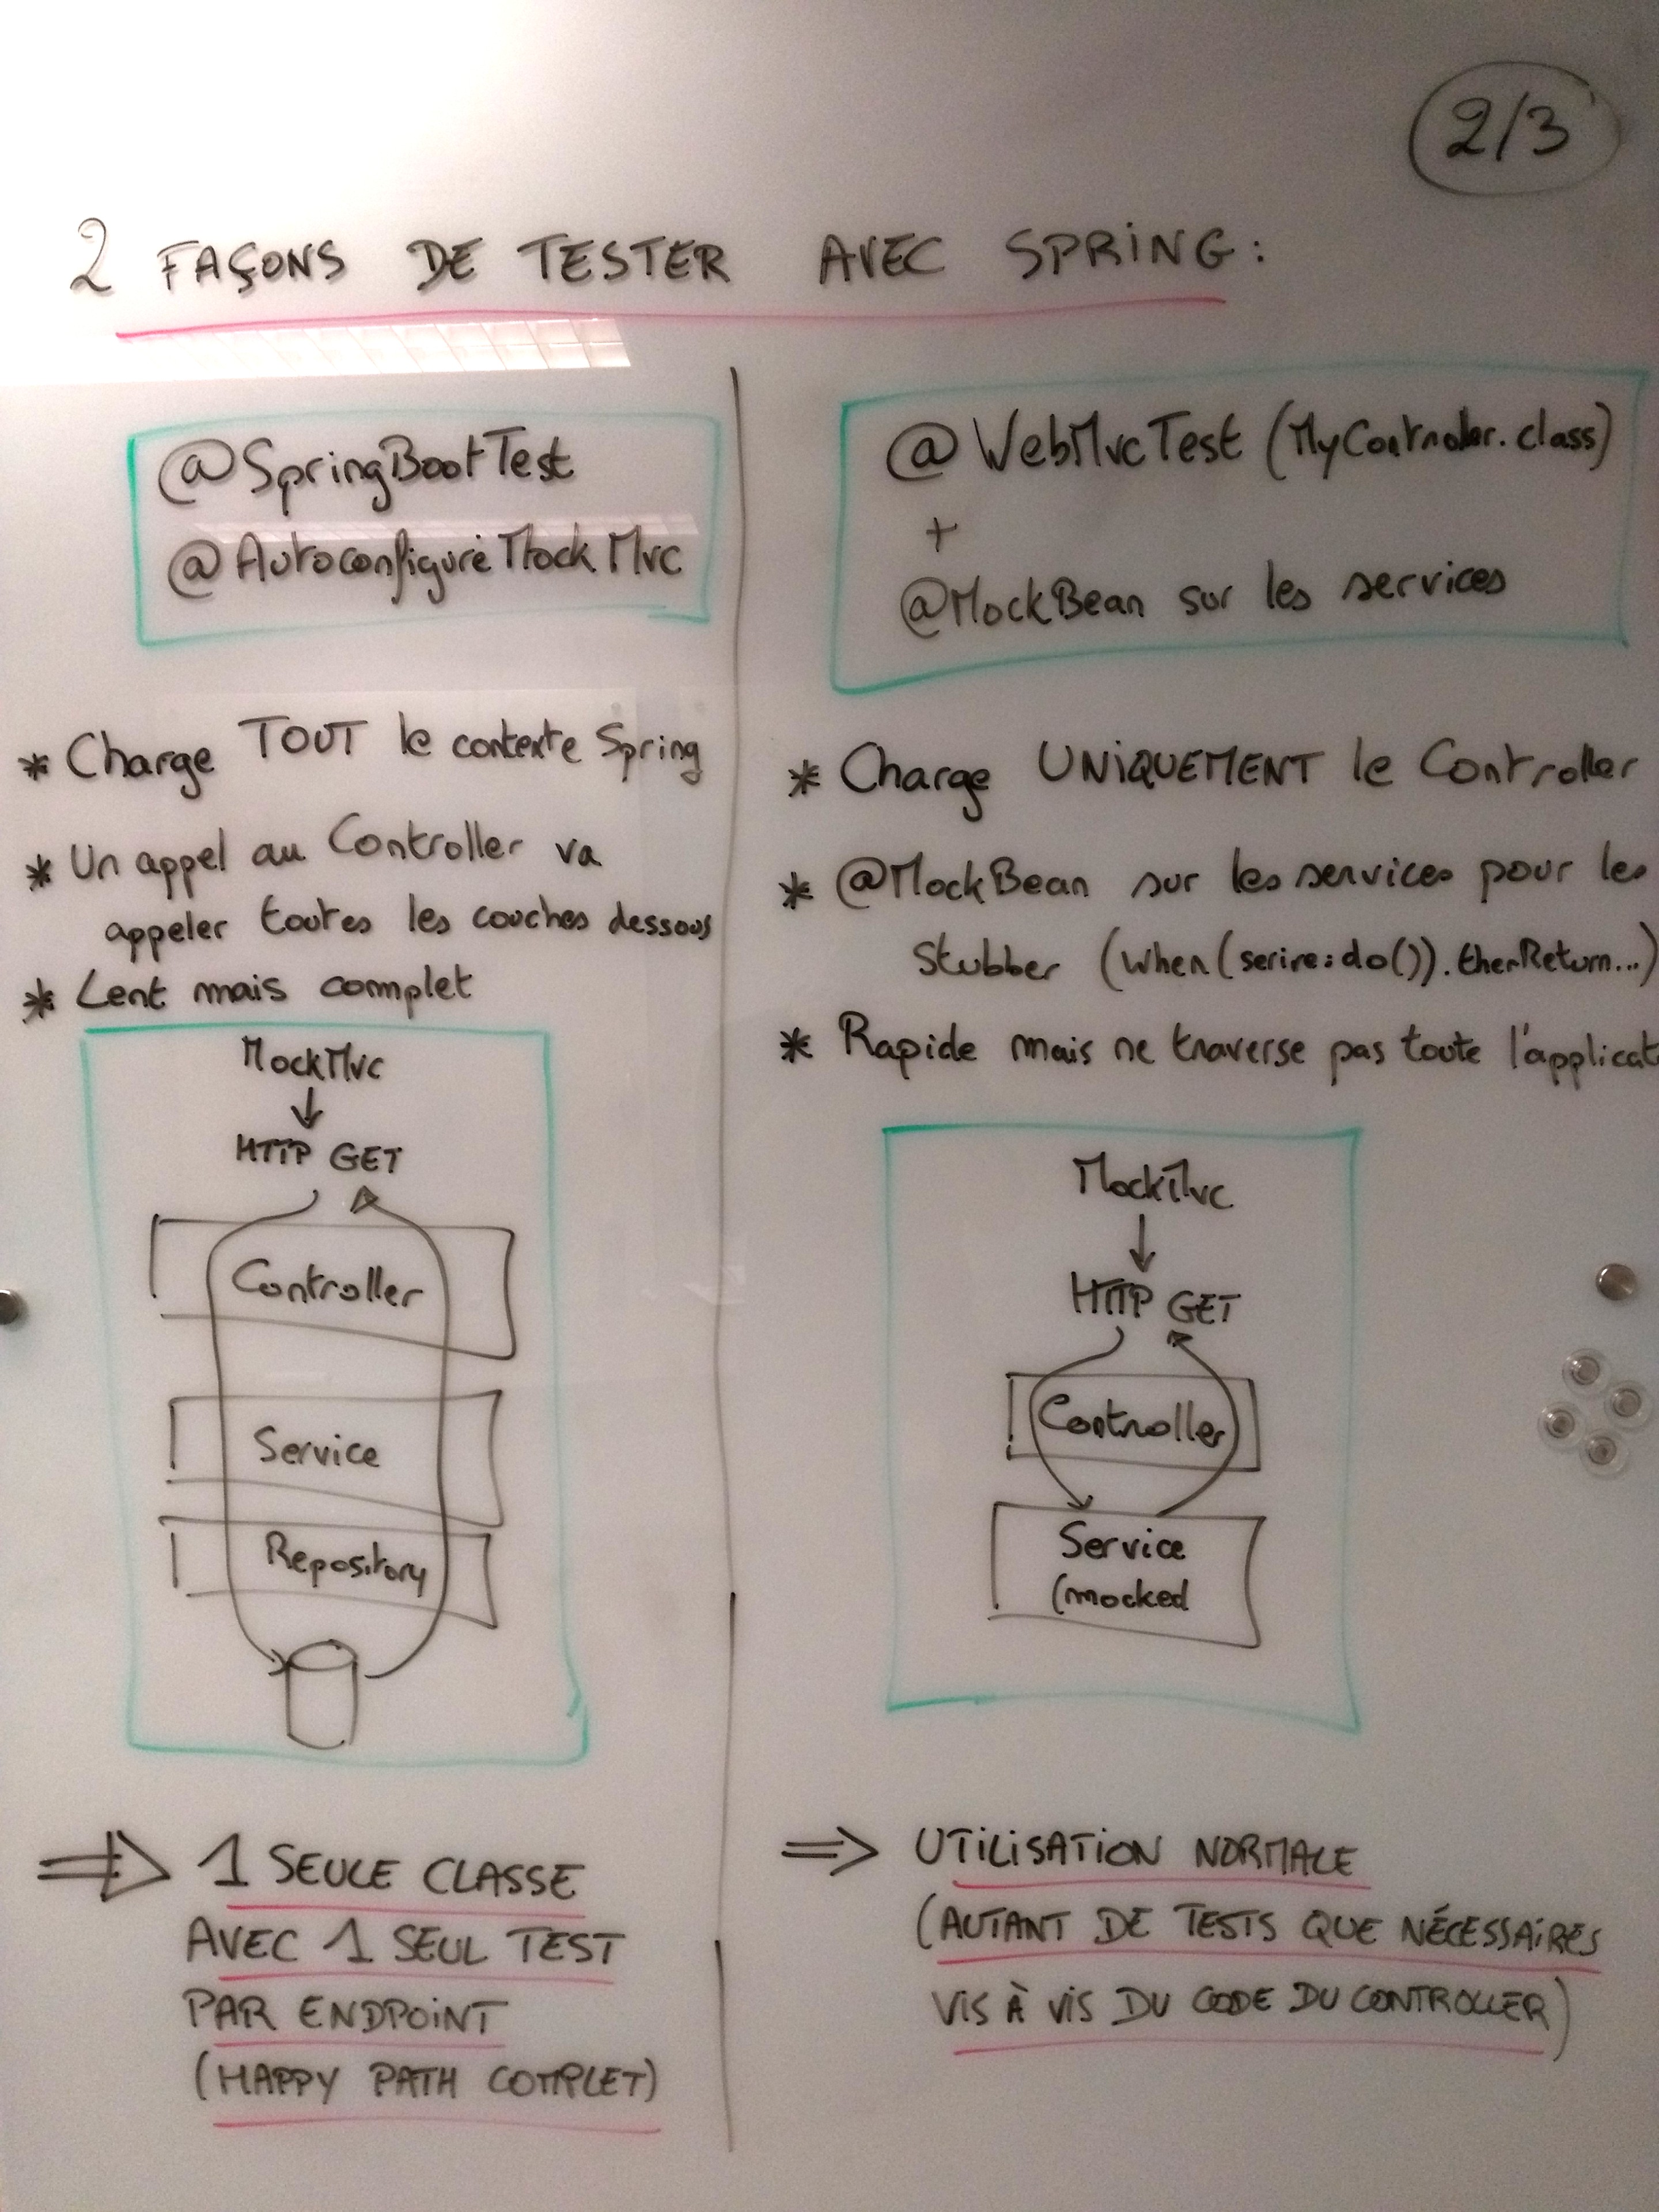 2/3
2 FAÇONS DE TESTER AVEC SPRING :
@SpringBootTest
@AutoconfigureMockMvc
* Charge TOUT le contexte Spring
* Un appel au Controller va
appeler toutes les couches dessous
* Lent mais complet
MockMvc
HTTP GET
Controller
Service
Repository
⇒ 1 SEULE CLASSE
AVEC 1 SEUL TEST
PAR ENDPOINT
(HAPPY PATH COMPLET)
@WebMvcTest (MyController.class)
+
@MockBean sur les services
* Charge UNIQUEMENT le Controller
* @MockBean sur les services pour les
stubber (when(serire.do()).thenReturn...)
* Rapide mais ne traverse pas toute l'applicat
MockMvc
HTTP GET
Controller
Service
(mocked
⇒ UTILISATION NORMALE
(AUTANT DE TESTS QUE NÉCESSAIRES
VIS À VIS DU CODE DU CONTROLLER)